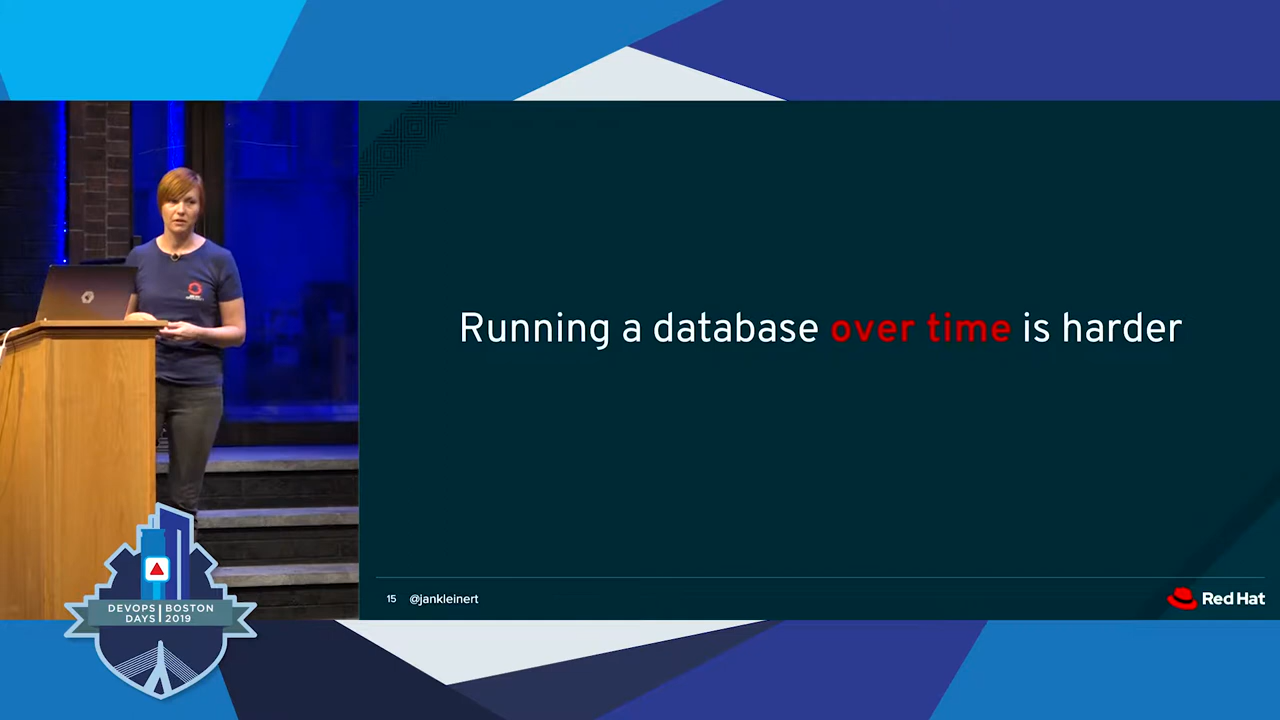 Running a database over time is harder
15 @jankleinert
Red Hat
DEVOPS BOSTON
DAYS 2019